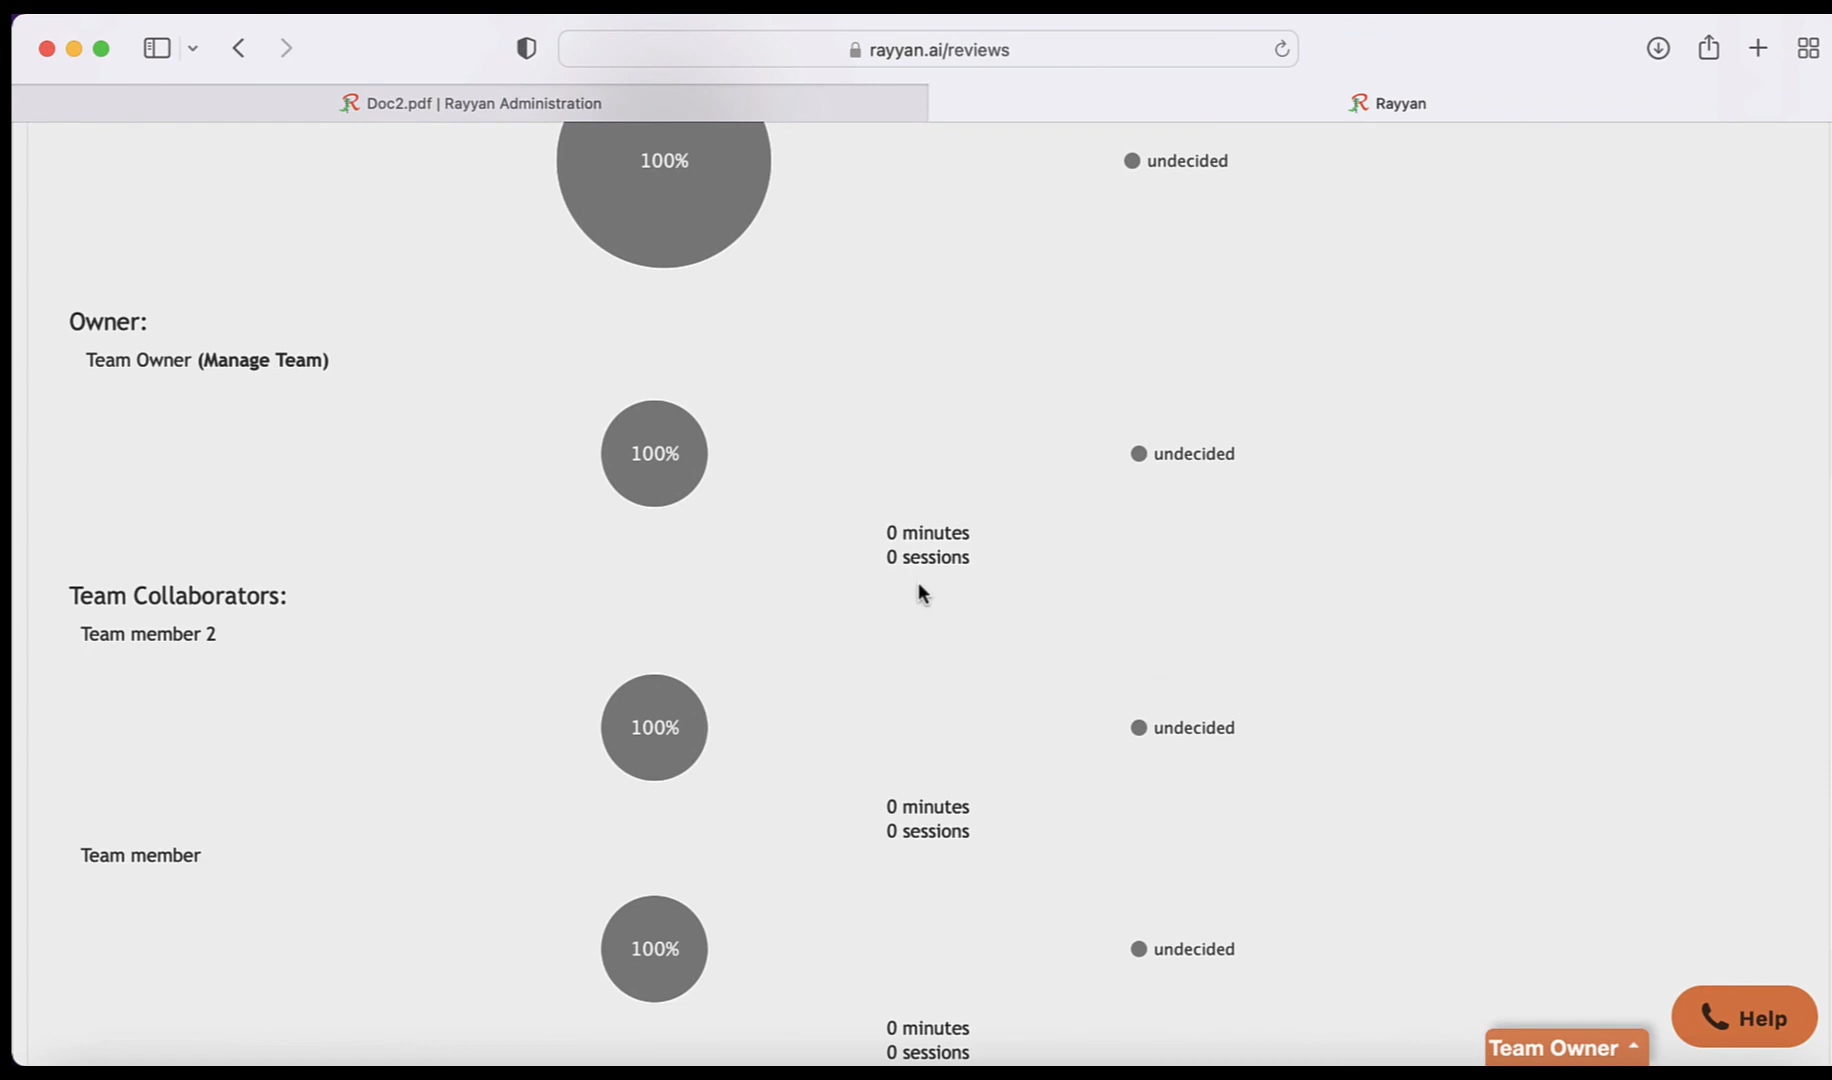 rayyan.ai/reviews
Doc2.pdf | Rayyan Administration
Rayyan
100%
undecided
Owner:
Team Owner (Manage Team)
100%
undecided
0 minutes
0 sessions
Team Collaborators:
Team member 2
100%
undecided
0 minutes
0 sessions
Team member
100%
undecided
0 minutes
0 sessions
Help
Team Owner